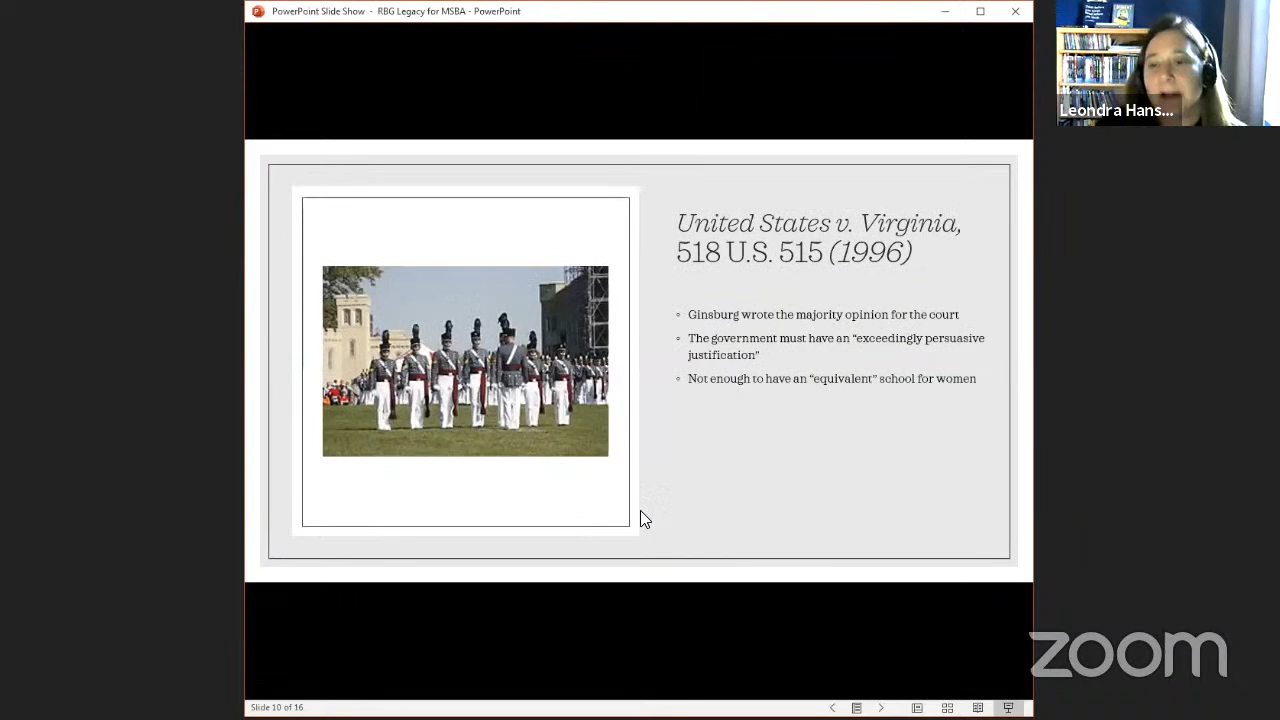 PowerPoint Slide Show - RBG Legacy for MSBA - PowerPoint
Leondra Hans...
United States v. Virginia,
518 U.S. 515 (1996)
◦ Ginsburg wrote the majority opinion for the court
◦ The government must have an “exceedingly persuasive
justification”
◦ Not enough to have an “equivalent” school for women
zoom
Slide 10 of 16